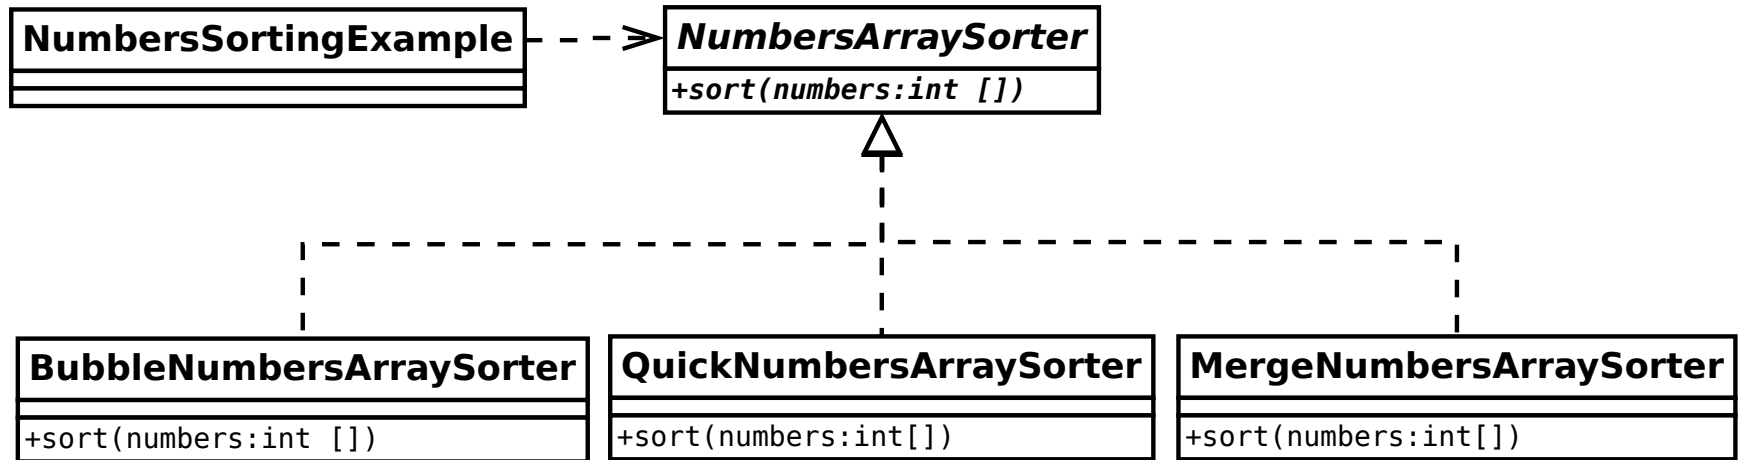 NumbersSortingExample
NumbersArraySorter
+sort(numbers:int [])
BubbleNumbersArraySorter
+sort(numbers:int [])
QuickNumbersArraySorter
+sort(numbers:int[])
MergeNumbersArraySorter
+sort(numbers:int[])